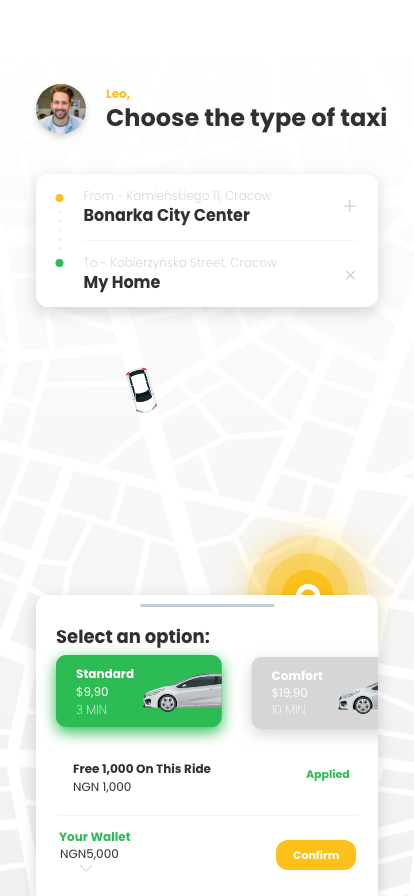 Leo,
Choose the type of taxi
From - Kamieńskiego 11, Cracow
Bonarka City Center
To - Kobierzyńska Street, Cracow
My Home
Select an option:
Standard
$9,90
3 MIN
Comfort
$19,90
10 MIN
Free 1,000 On This Ride
NGN 1,000
Applied
Your Wallet
NGN5,000
Confirm